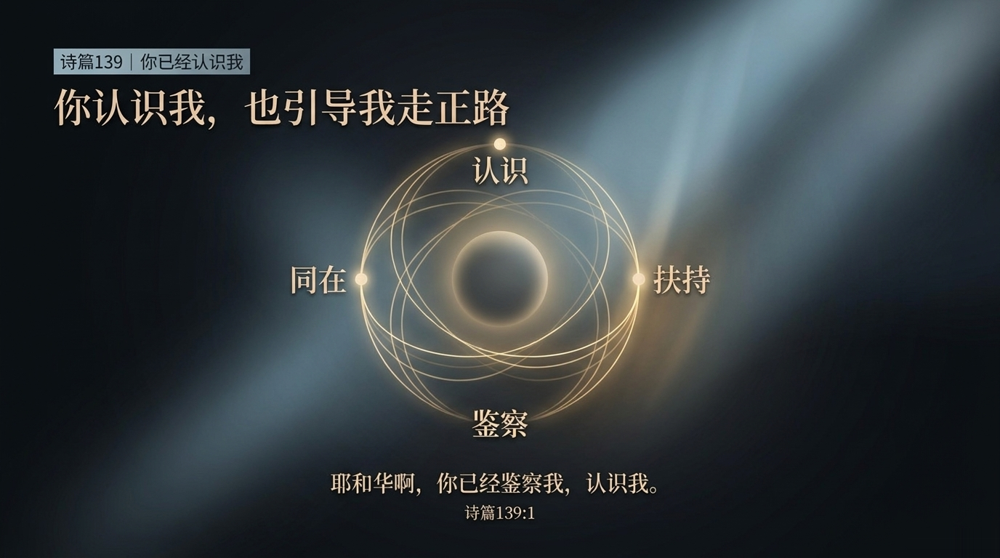 诗篇139｜你已经认识我
你认识我，也引导我走正路
认识
同在
扶持
鉴察
耶和华啊，你已经鉴察我，认识我。
诗篇139:1